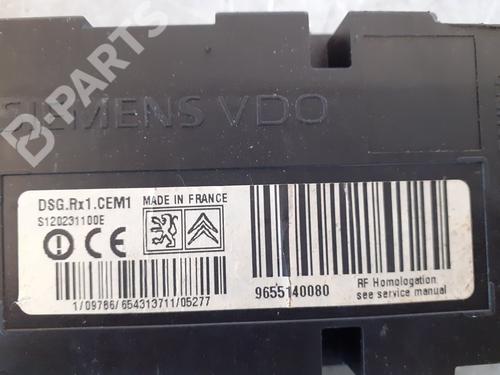 B-PARTS
SIEMENS VDO
DSG.Rx1.CEM1 MADE IN FRANCE
S120231100E
CE
1/09786/654313711/05277
9655140080
RF Homologation
see service manual